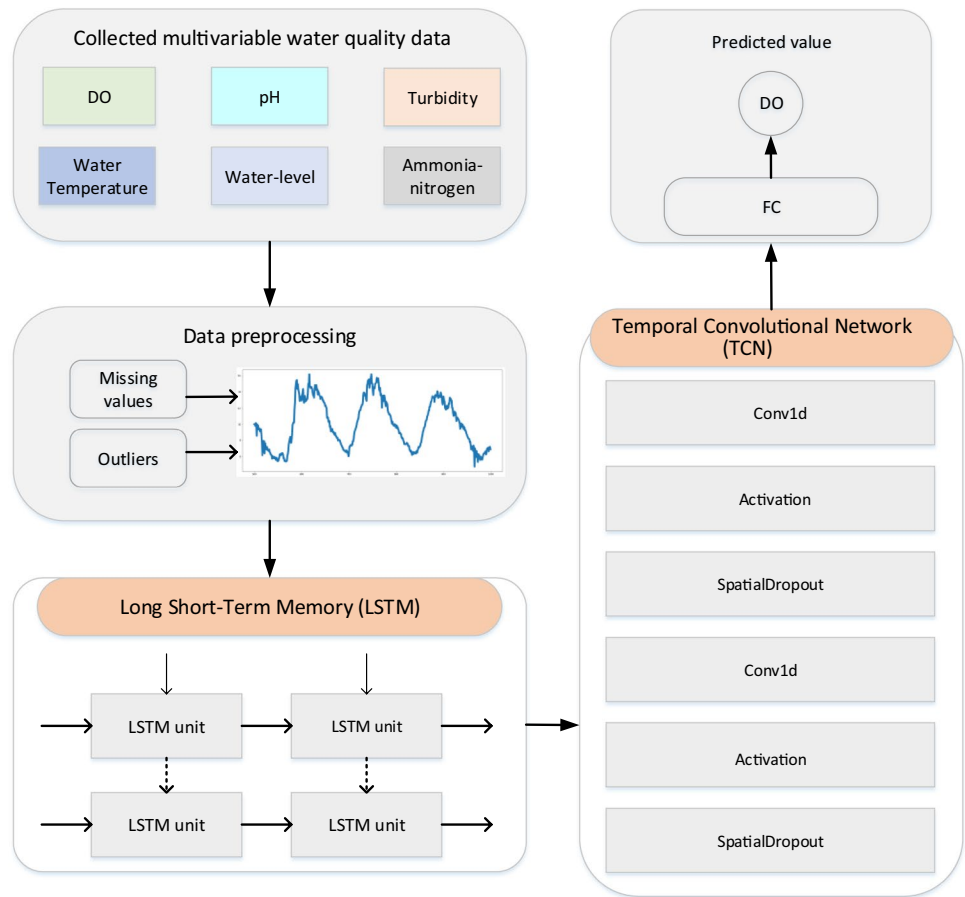 Collected multivariable water quality data
DO
pH
Turbidity
Water
Temperature
Water-level
Ammonia-
nitrogen
Data preprocessing
Missing
values
Outliers
Long Short-Term Memory (LSTM)
LSTM unit
LSTM unit
LSTM unit
LSTM unit
Temporal Convolutional Network
(TCN)
Conv1d
Activation
SpatialDropout
Conv1d
Activation
SpatialDropout
Predicted value
DO
FC